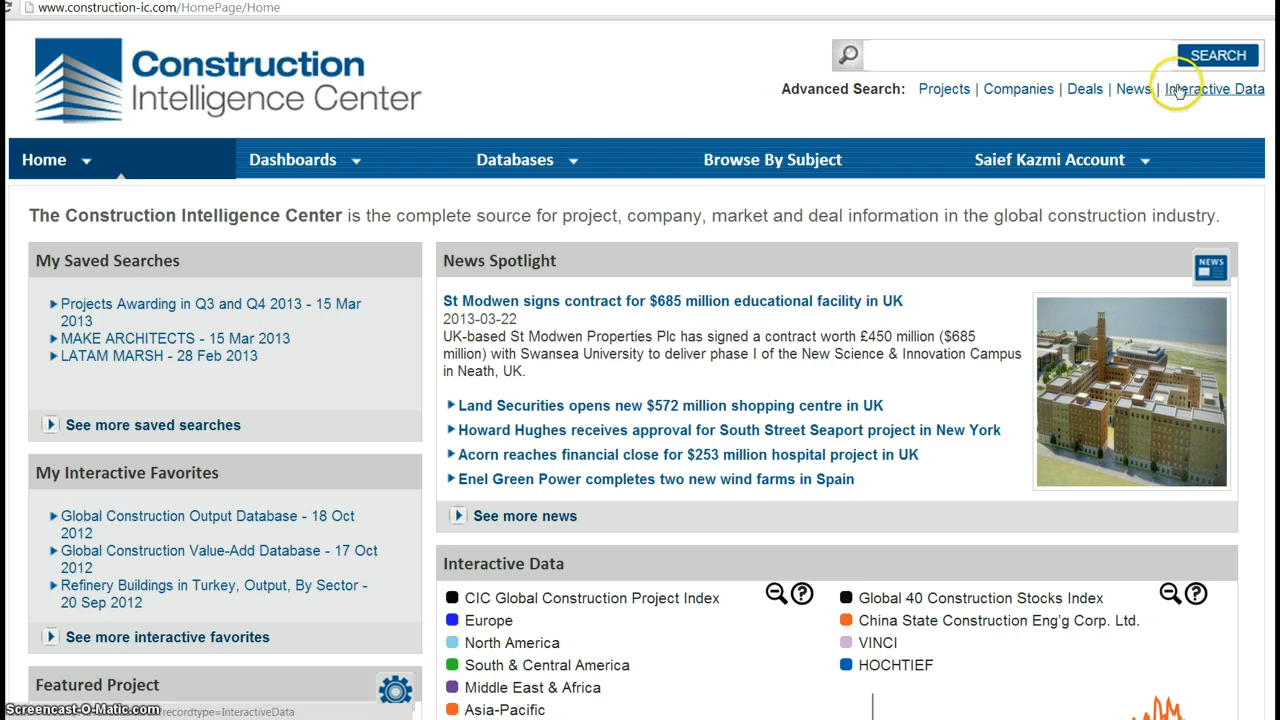 www.construction-ic.com/HomePage/Home
Construction
Intelligence Center
SEARCH
Advanced Search: Projects | Companies | Deals | News | Interactive Data
Home Dashboards Databases Browse By Subject Saief Kazmi Account
The Construction Intelligence Center is the complete source for project, company, market and deal information in the global construction industry.
My Saved Searches
Projects Awarding in Q3 and Q4 2013 - 15 Mar
2013
MAKE ARCHITECTS - 15 Mar 2013
LATAM MARSH - 28 Feb 2013
See more saved searches
My Interactive Favorites
Global Construction Output Database - 18 Oct
2012
Global Construction Value-Add Database - 17 Oct
2012
Refinery Buildings in Turkey, Output, By Sector -
20 Sep 2012
See more interactive favorites
Featured Project
News Spotlight
NEWS
St Modwen signs contract for $685 million educational facility in UK
2013-03-22
UK-based St Modwen Properties Plc has signed a contract worth £450 million ($685
million) with Swansea University to deliver phase I of the New Science & Innovation Campus
in Neath, UK.
Land Securities opens new $572 million shopping centre in UK
Howard Hughes receives approval for South Street Seaport project in New York
Acorn reaches financial close for $253 million hospital project in UK
Enel Green Power completes two new wind farms in Spain
See more news
Interactive Data
CIC Global Construction Project Index
Europe
North America
South & Central America
Middle East & Africa
Asia-Pacific
Global 40 Construction Stocks Index
China State Construction Eng'g Corp. Ltd.
VINCI
HOCHTIEF
Screencast-O-Matic.com
recordtype=InteractiveData